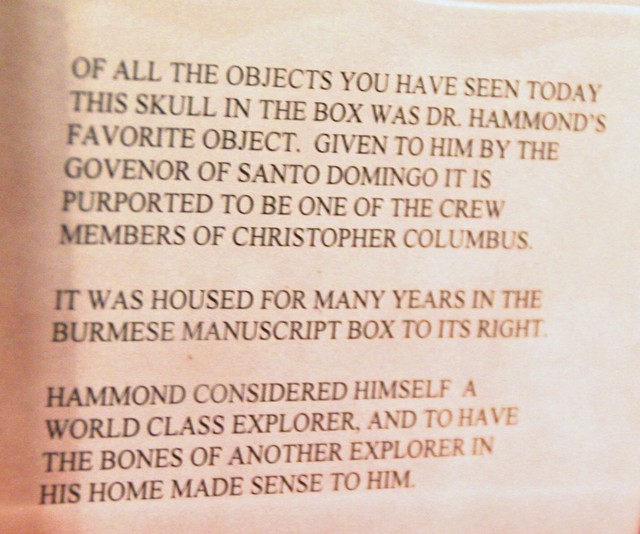 OF ALL THE OBJECTS YOU HAVE SEEN TODAY
THIS SKULL IN THE BOX WAS DR. HAMMOND'S
FAVORITE OBJECT. GIVEN TO HIM BY THE
GOVENOR OF SANTO DOMINGO IT IS
PURPORTED TO BE ONE OF THE CREW
MEMBERS OF CHRISTOPHER COLUMBUS.
IT WAS HOUSED FOR MANY YEARS IN THE
BURMESE MANUSCRIPT BOX TO ITS RIGHT.
HAMMOND CONSIDERED HIMSELF A
WORLD CLASS EXPLORER, AND TO HAVE
THE BONES OF ANOTHER EXPLORER IN
HIS HOME MADE SENSE TO HIM.